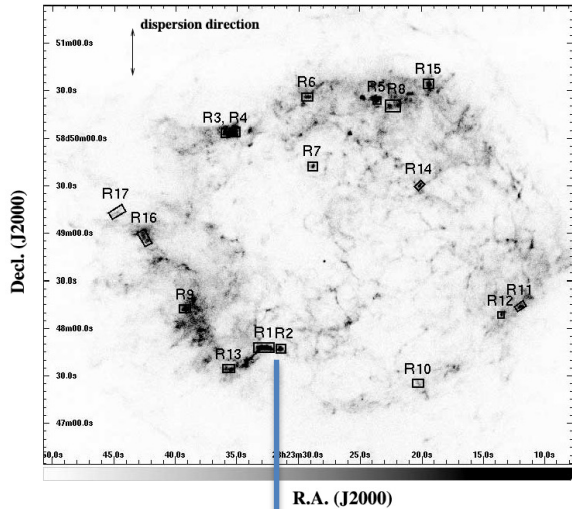 dispersion direction
51m00.0s
R15
R6
30.0s
R5 R8
R3, R4
58d50m00.0s
R7
R14
30.0s
R17
R16
49m00.0s
Decl. (J2000)
30.0s
R9
R11
R12
48m00.0s
R1 R2
R13
30.0s
R10
47m00.0s
50.0s 45.0s 40.0s 35.0s 23h23m30.0s 25.0s 20.0s 15.0s 10.0s
R.A. (J2000)